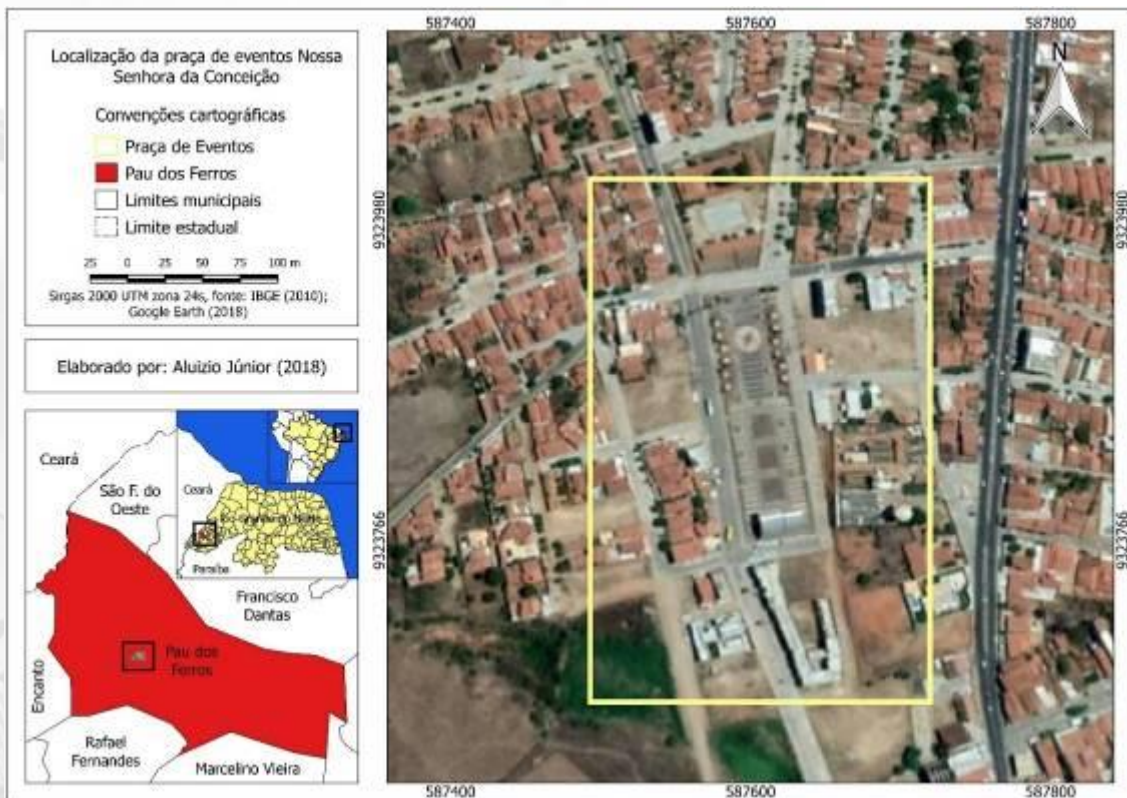 Localização da praça de eventos Nossa
Senhora da Conceição
Convenções cartográficas
Praça de Eventos
Pau dos Ferros
Limites municipais
Limite estadual
25 0 25 50 75 100 m
Sirgas 2000 UTM zona 24s, fonte: IBGE (2010);
Google Earth (2018)
Elaborado por: Aluizio Júnior (2018)
Ceará
São F. do
Oeste
Ceará
Paraíba
Francisco
Dantas
Pau dos
Ferros
Encanto
Rafael
Fernandes
Marcelino Vieira
587400 587600 587800
N
9323980 9323980
9323766 9323766
587400 587600 587800